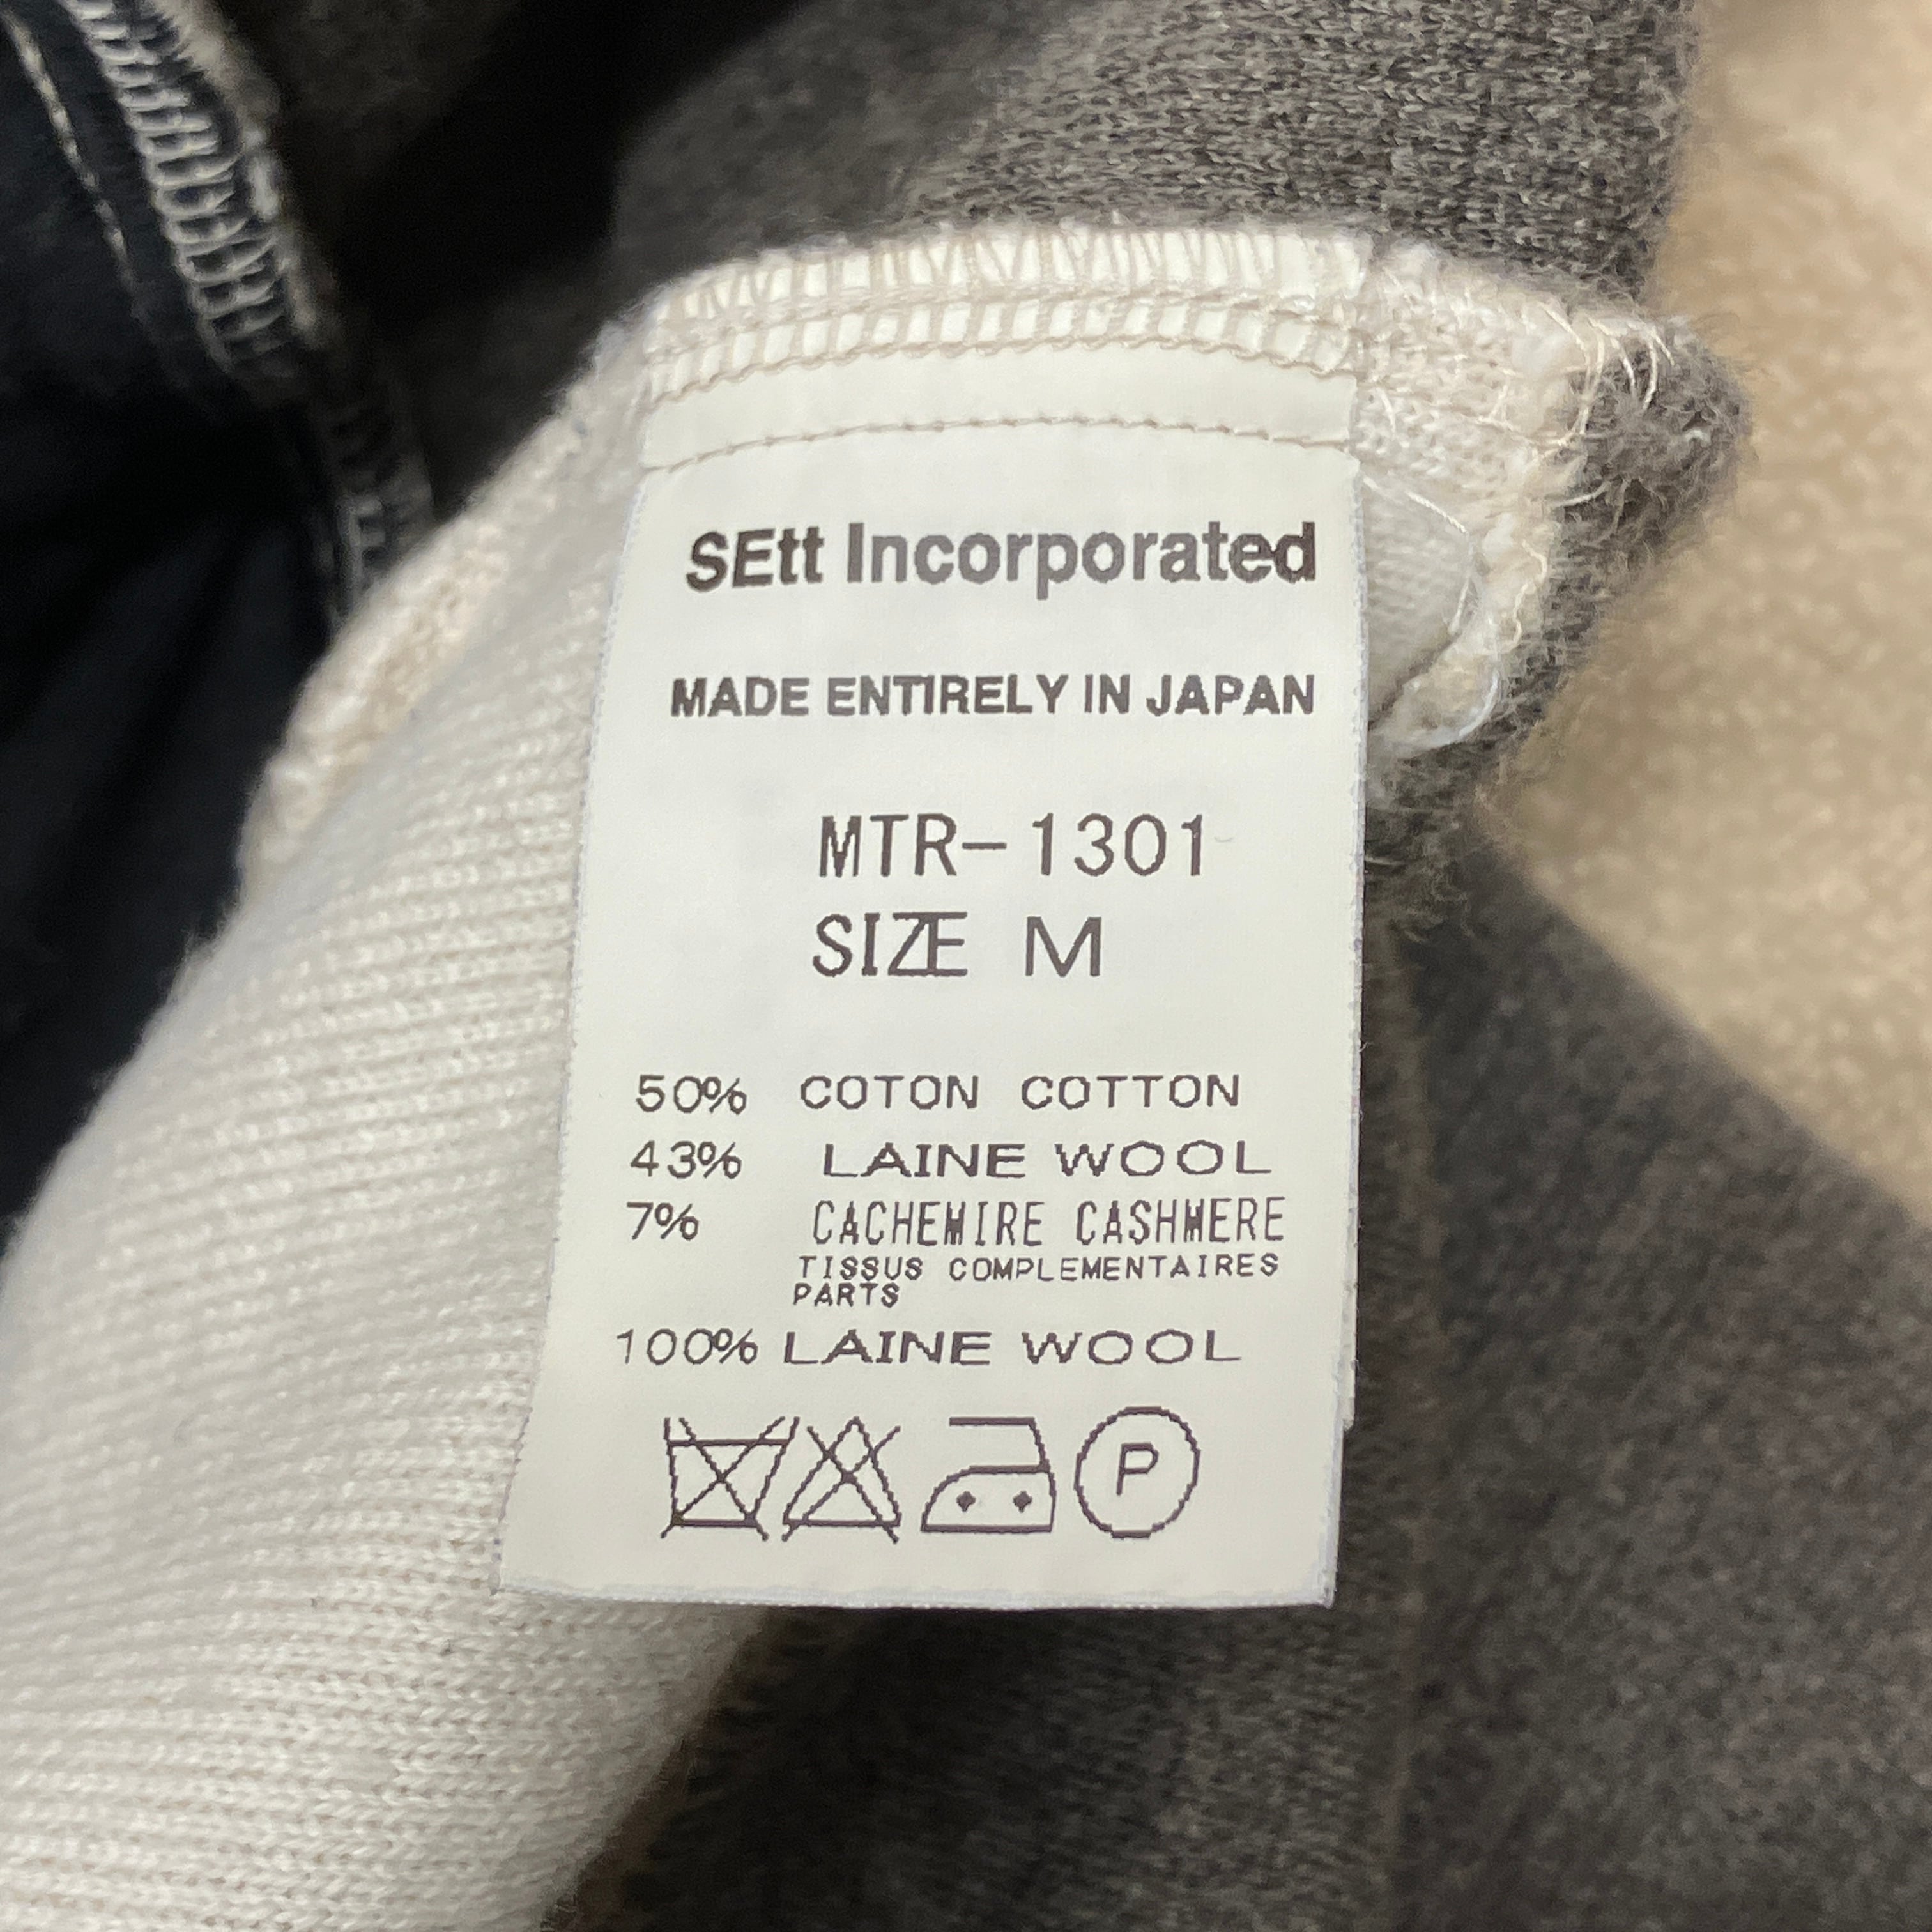 SEtt Incorporated
MADE ENTIRELY IN JAPAN
MTR-1301
SIZE M
50% COTON COTTON
43% LAINE WOOL
7% CACHEMIRE CASHMERE
TISSUS COMPLEMENTAIRES
PARTS
100% LAINE WOOL
P